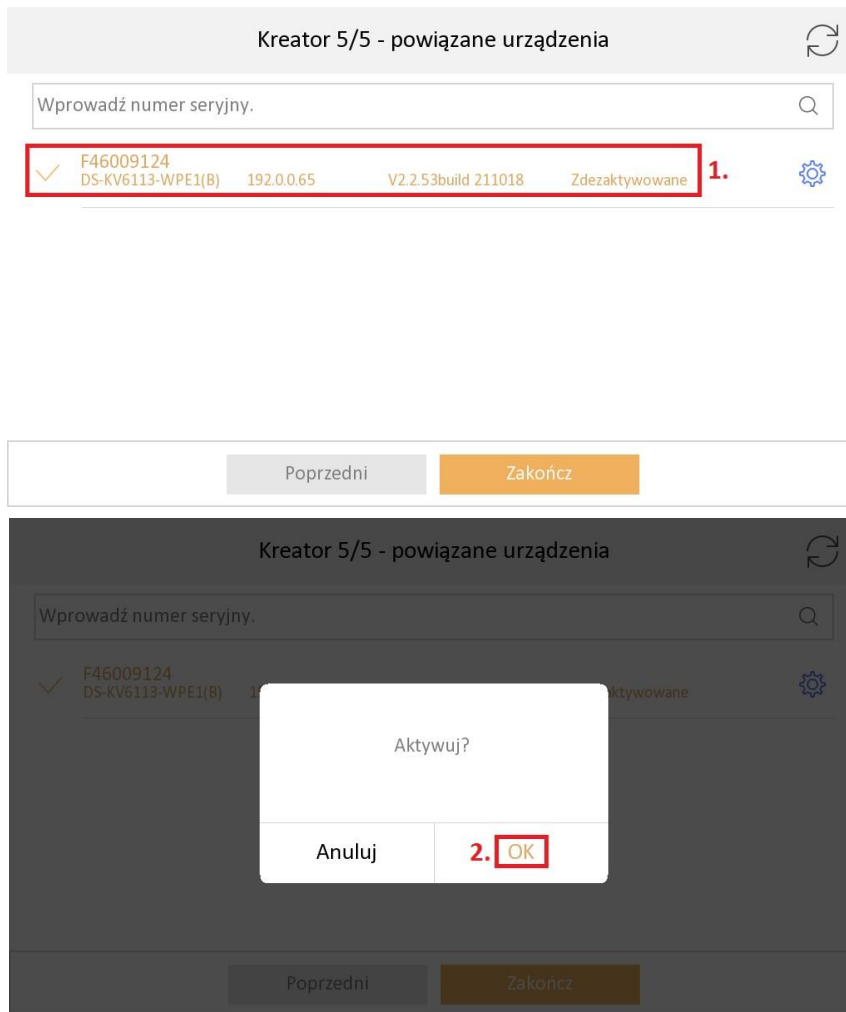 Kreator 5/5 - powiązane urządzenia
Wprowadź numer seryjny.
F46009124
DS-KV6113-WPE1(B) 192.0.0.65 V2.2.53build 211018 Zdezaktywowane 1.
Poprzedni Zakończ
Kreator 5/5 - powiązane urządzenia
Wprowadź numer seryjny.
F46009124
DS-KV6113-WPE1(B) 1 ktywowane
Aktywuj?
Anuluj 2. OK
Poprzedni Zakończ